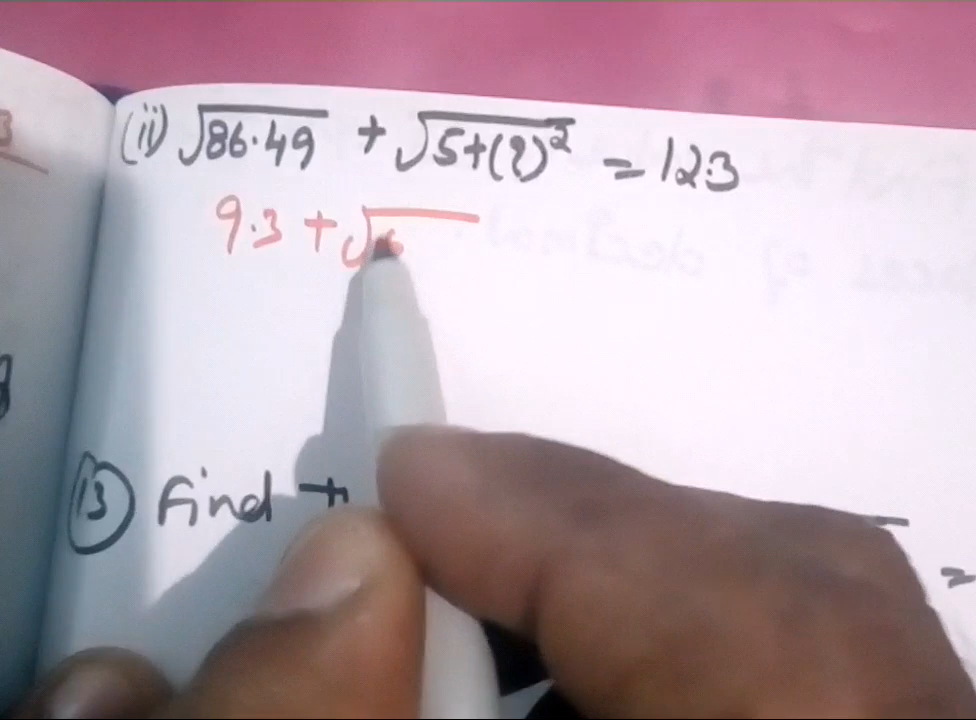 (ii) √86.49 + √5+(?)² = 12.3
9.3 + √
13 Find
=